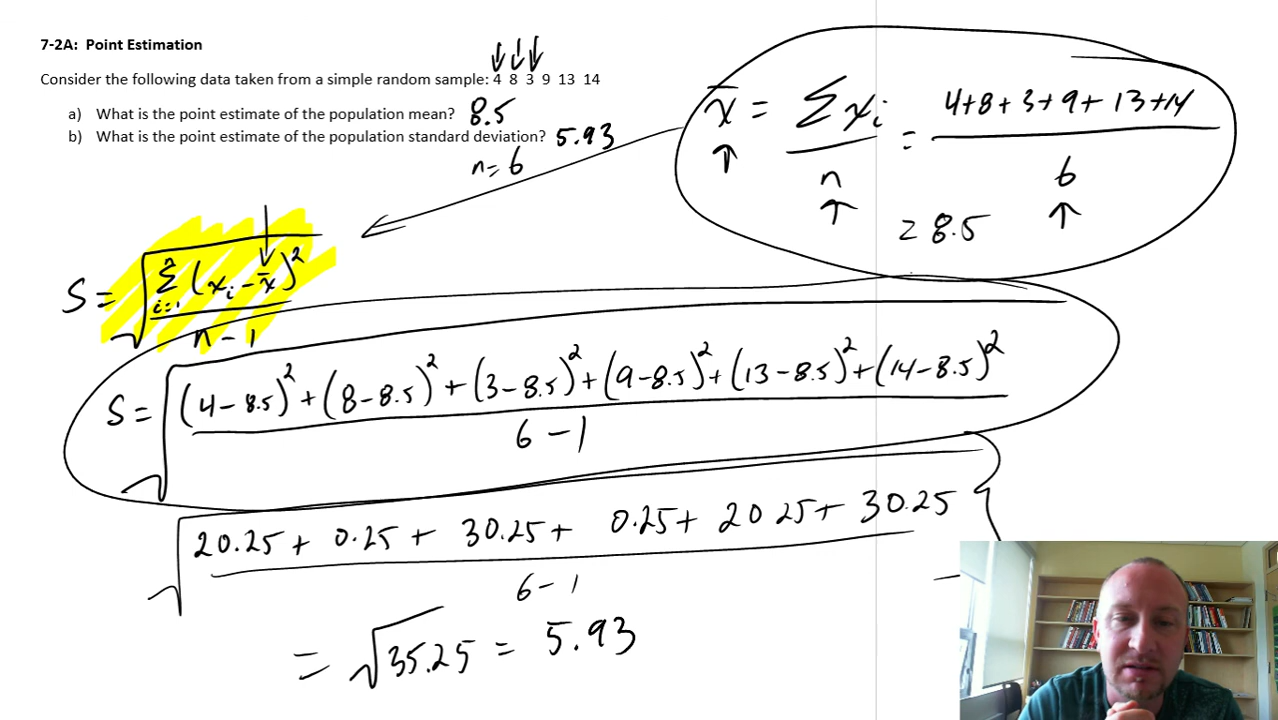 7-2A: Point Estimation
Consider the following data taken from a simple random sample: 4 8 3 9 13 14
a) What is the point estimate of the population mean? 8.5
b) What is the point estimate of the population standard deviation? 5.93
n = 6
x̄ = Σxᵢ / n = 4+8+3+9+13+14 / 6
= 8.5
S = √(Σⁿᵢ₌₁ (xᵢ - x̄)² / n - 1)
S = √((4 - 8.5)² + (8 - 8.5)² + (3 - 8.5)² + (9 - 8.5)² + (13 - 8.5)² + (14 - 8.5)² / 6 - 1)
√(20.25 + 0.25 + 30.25 + 0.25 + 20 25 + 30.25 / 6 - 1)
= √35.25 = 5.93